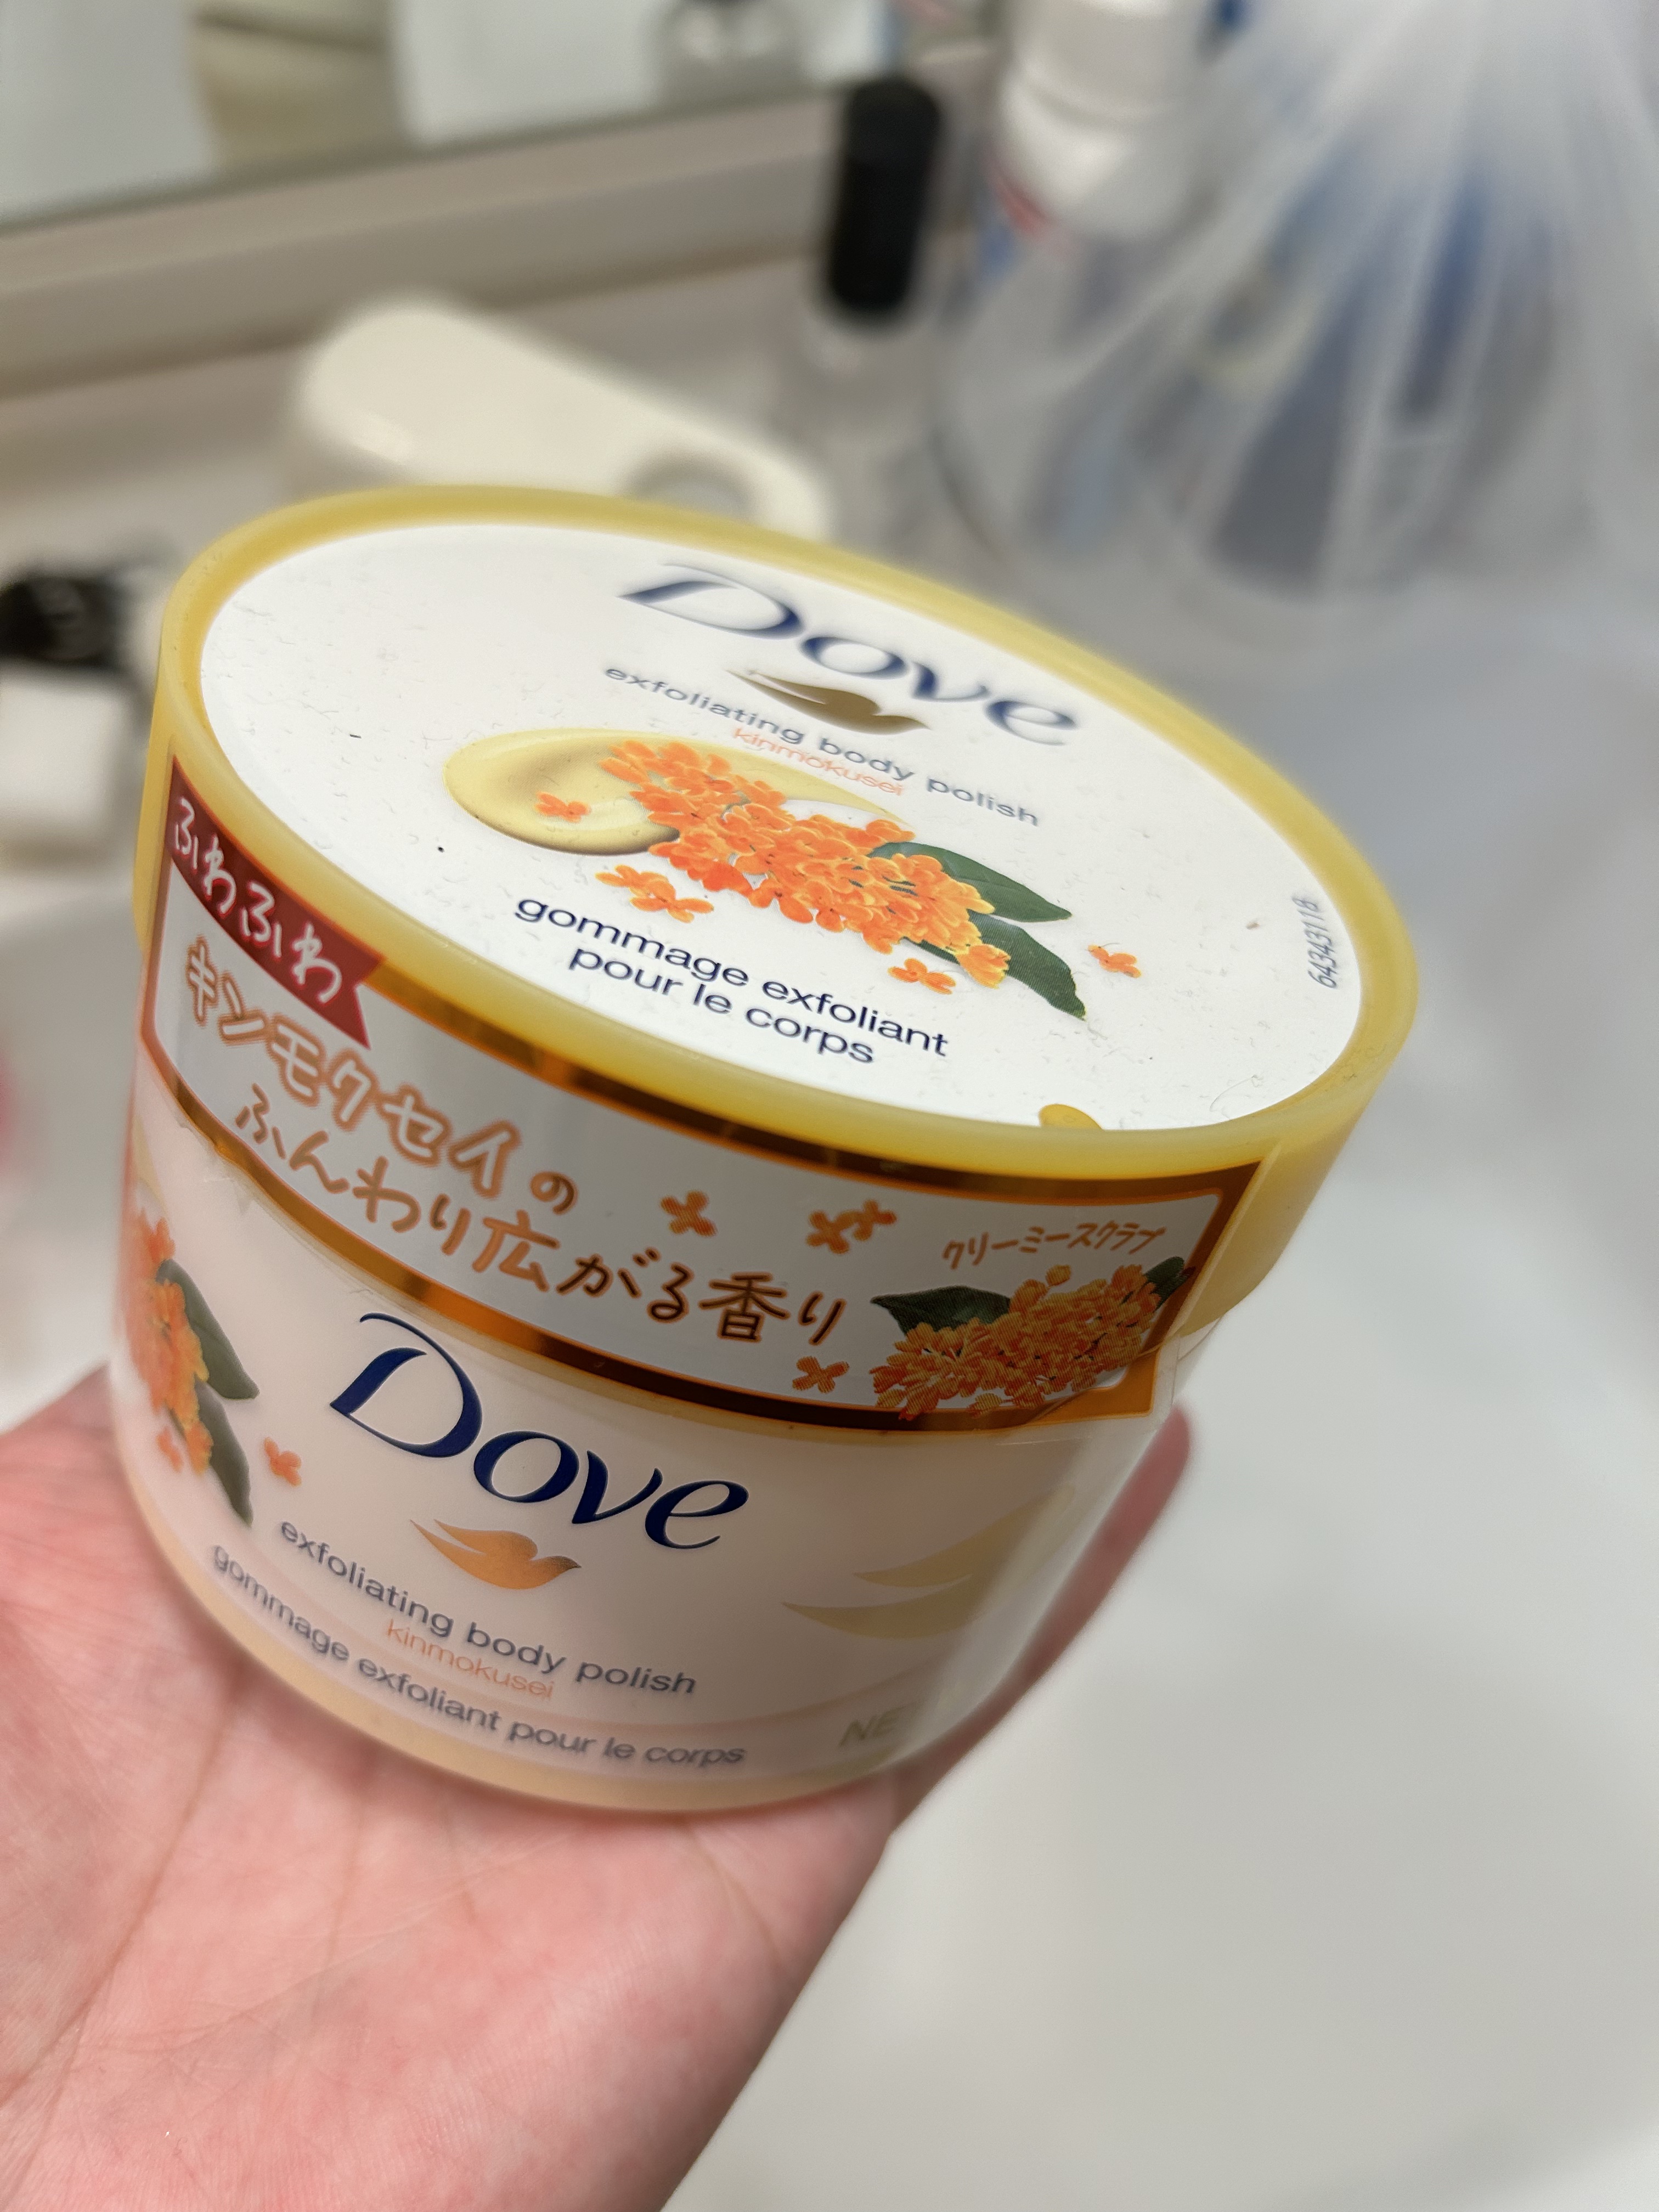 Dove
exfoliating body polish
kinmokusei
gommage exfoliant
pour le corps
64343118
ふわふわ
キンモクセイの
ふんわり広がる香り
クリーミースクラブ
Dove
exfoliating body polish
kinmokusei
gommage exfoliant pour le corps